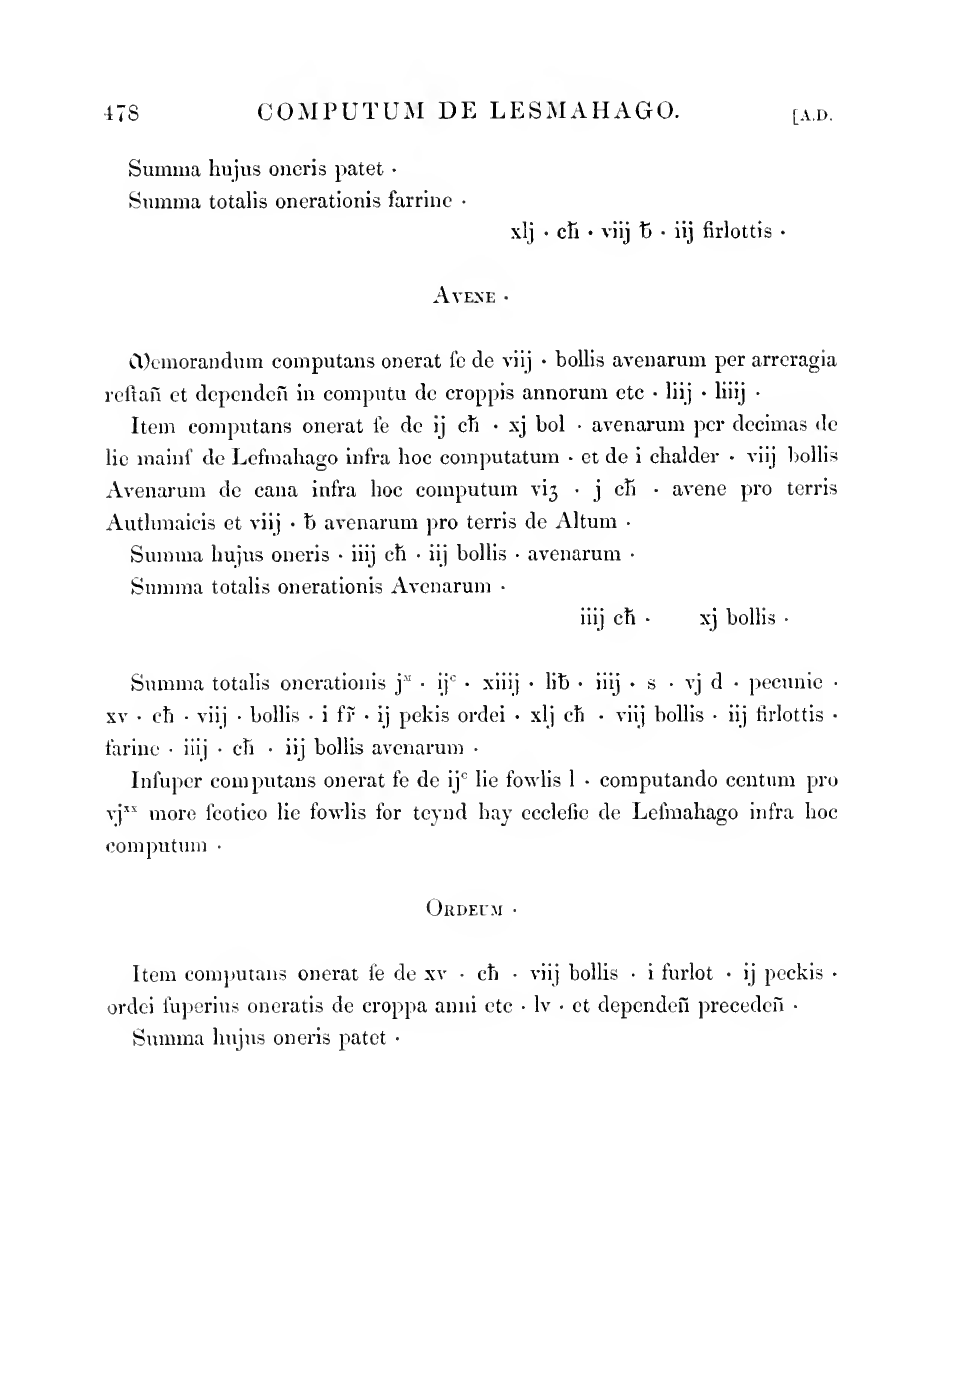 478 COMPUTUM DE LESMAHAGO. [A.D.
Summa hujus oneris patet ·
Summa totalis onerationis farrine ·
xlj · cħ · viij ƀ · iij firlottis ·
AVENE ·
Memorandum computans onerat ſe de viij · bollis avenarum per arreragia
reſtañ et dependeñ in computu de croppis annorum etc · liij · liiij ·
Item computans onerat ſe de ij cħ · xj bol · avenarum per decimas de
lie mainſ de Leſmahago infra hoc computatum · et de i chalder · viij bollis
Avenarum de cana infra hoc computum viʒ · j cħ · avene pro terris
Authmaicis et viij · ƀ avenarum pro terris de Altum ·
Summa hujus oneris · iiij cħ · iij bollis · avenarum ·
Summa totalis onerationis Avenarum ·
iiij cħ · xj bollis ·
Summa totalis onerationis jᴹ · ijᶜ · xiiij · liƀ · iiij · s · vj d · pecunie ·
xv · cħ · viij · bollis · i fr̃ · ij pekis ordei · xlj cħ · viij bollis · iij firlottis ·
farine · iiij · cħ · iij bollis avenarum ·
Inſuper computans onerat ſe de ijᶜ lie fowlis l · computando centum pro
vjˣˣ more ſcotico lie fowlis for teynd hay eccleſie de Leſmahago infra hoc
computum ·
ORDEUM ·
Item computans onerat ſe de xv · cħ · viij bollis · i furlot · ij peckis ·
ordei ſuperius oneratis de croppa anni etc · lv · et dependeñ precedeñ ·
Summa hujus oneris patet ·